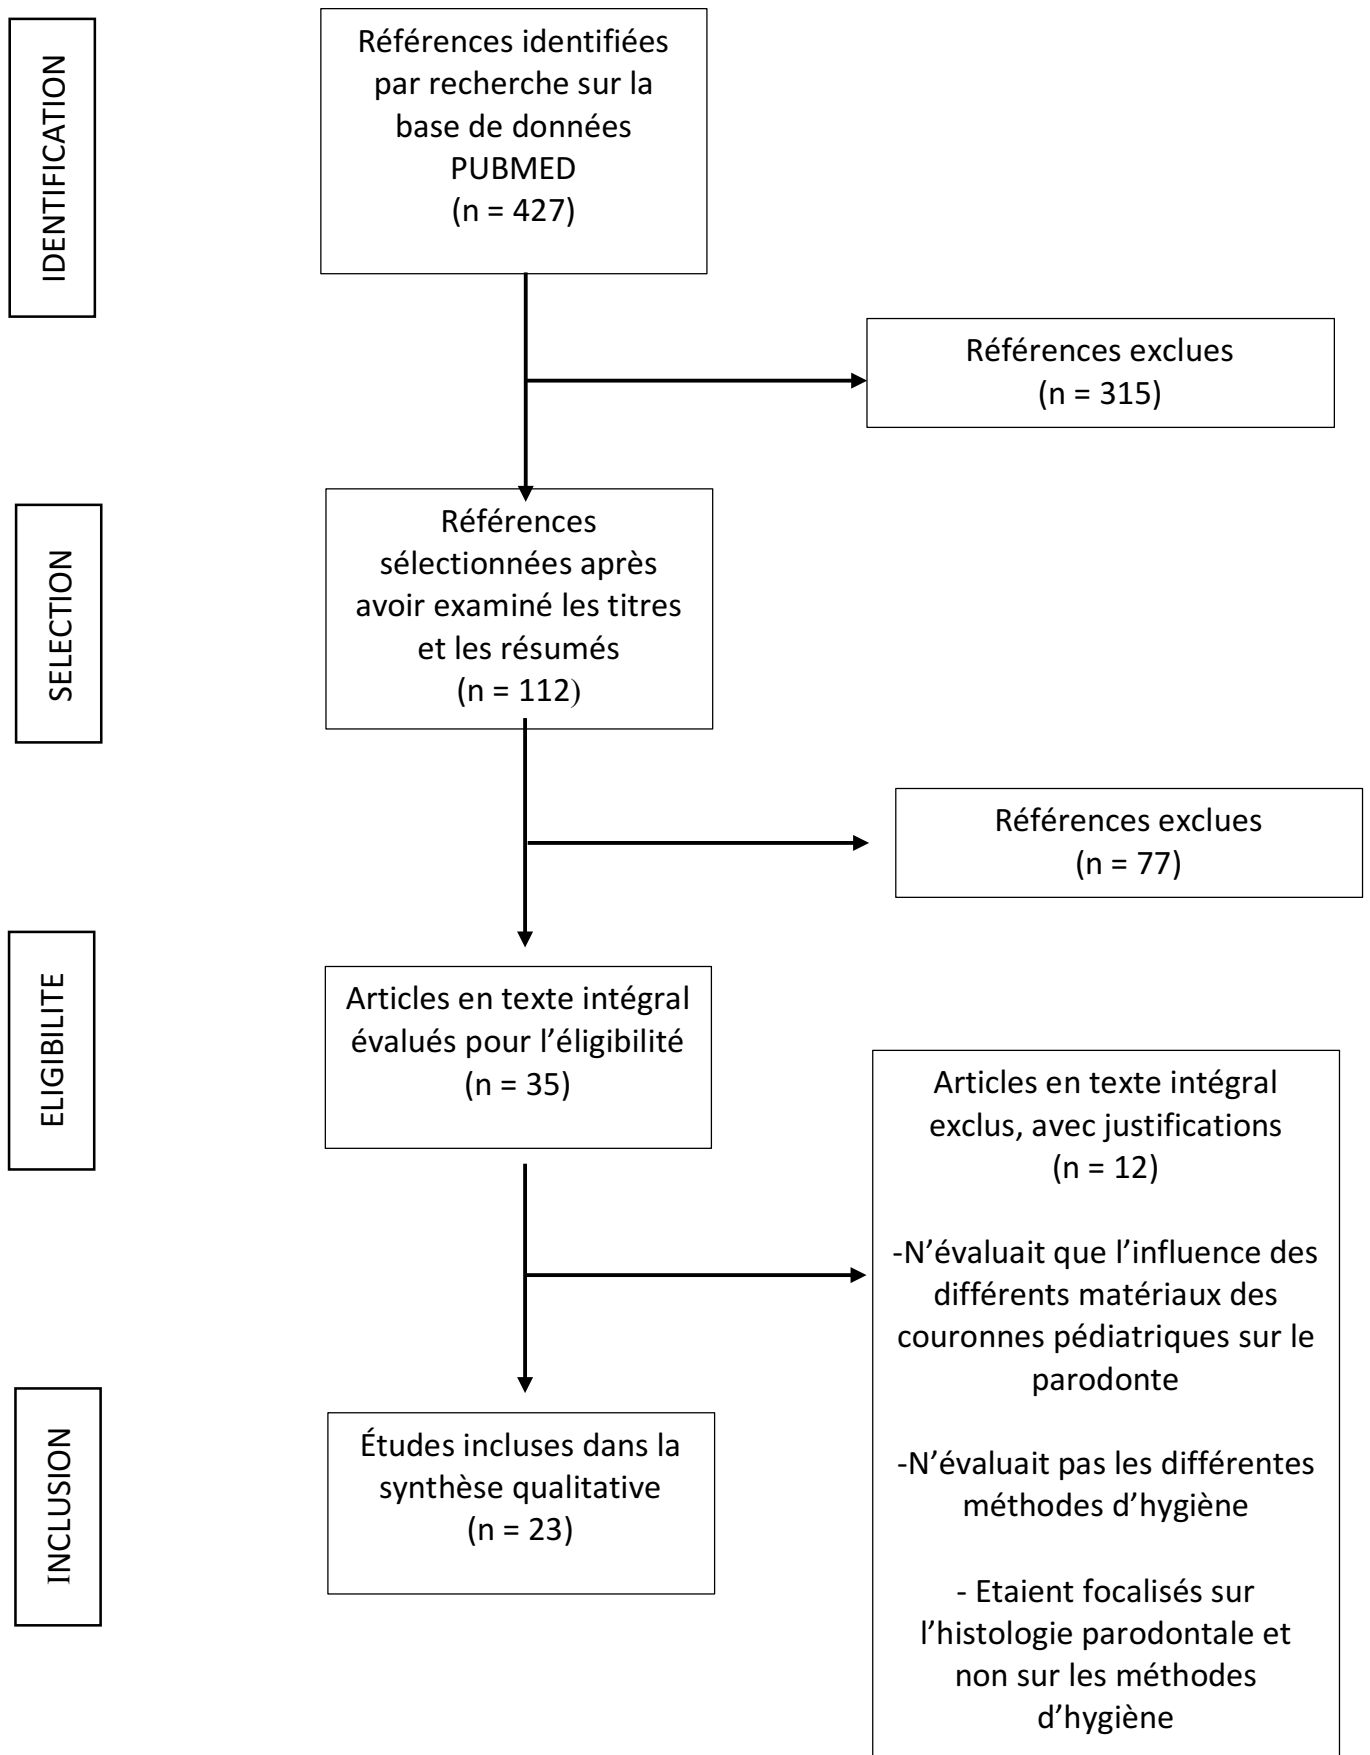 IDENTIFICATION
Références identifiées
par recherche sur la
base de données
PUBMED
(n = 427)
Références exclues
(n = 315)
SELECTION
Références
sélectionnées après
avoir examiné les titres
et les résumés
(n = 112)
Références exclues
(n = 77)
ELIGIBILITE
Articles en texte intégral
évalués pour l’éligibilité
(n = 35)
Articles en texte intégral
exclus, avec justifications
(n = 12)
-N’évaluait que l’influence des
différents matériaux des
couronnes pédiatriques sur le
parodonte
-N’évaluait pas les différentes
méthodes d’hygiène
- Etaient focalisés sur
l’histologie parodontale et
non sur les méthodes
d’hygiène
INCLUSION
Études incluses dans la
synthèse qualitative
(n = 23)